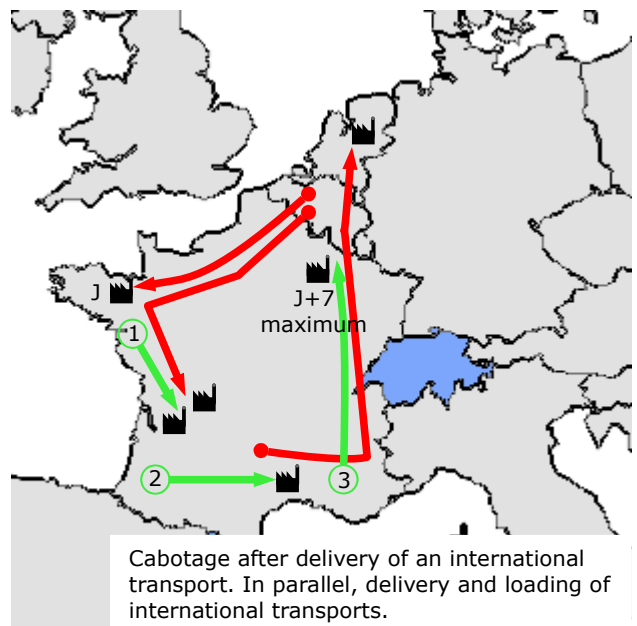 J
J+7
maximum
1
2
3
Cabotage after delivery of an international
transport. In parallel, delivery and loading of
international transports.